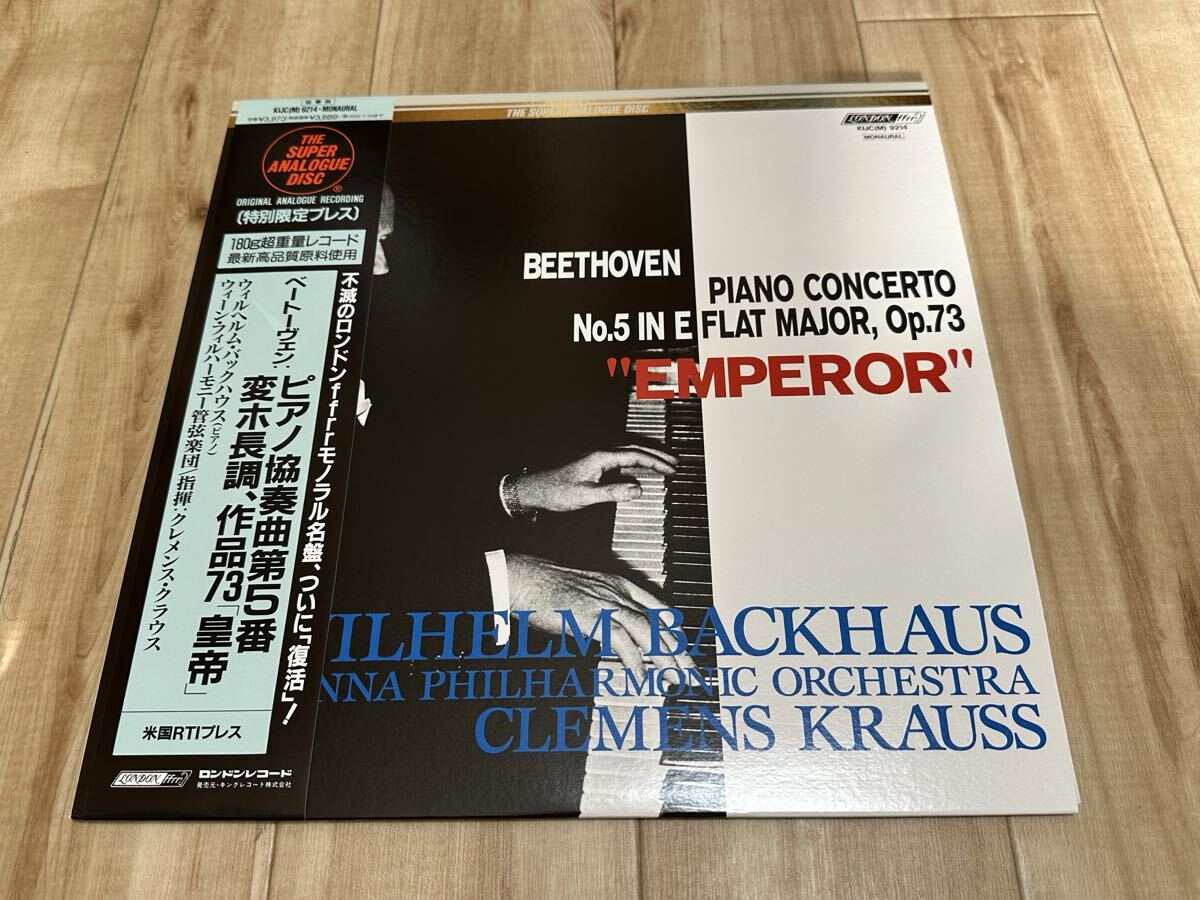 KIJC(M) 9214・MONAURAL
THE
SUPER
ANALOGUE
DISC
®
ORIGINAL ANALOGUE RECORDING
〔特別限定プレス〕
180g超重量レコード
最新高品質原料使用
不滅のロンドンffrrモノラル名盤、ついに「復活」!
ベートーヴェン:
ピアノ協奏曲第5番
変ホ長調、作品73「皇帝」
ウィルヘルム・バックハウス(ピアノ)
ウィーン・フィルハーモニー管弦楽団/指揮:クレメンス・クラウス
米国RTIプレス
LONDON ffrr
ロンドンレコード
発売元・キングレコード株式会社
THE SUPER ANALOGUE DISC
LONDON ffrr
KIJC(M) 9214
MONAURAL
BEETHOVEN
PIANO CONCERTO
No.5 IN E FLAT MAJOR, Op.73
"EMPEROR"
ILHELM BACKHAUS
NNA PHILHARMONIC ORCHESTRA
CLEMENS KRAUSS